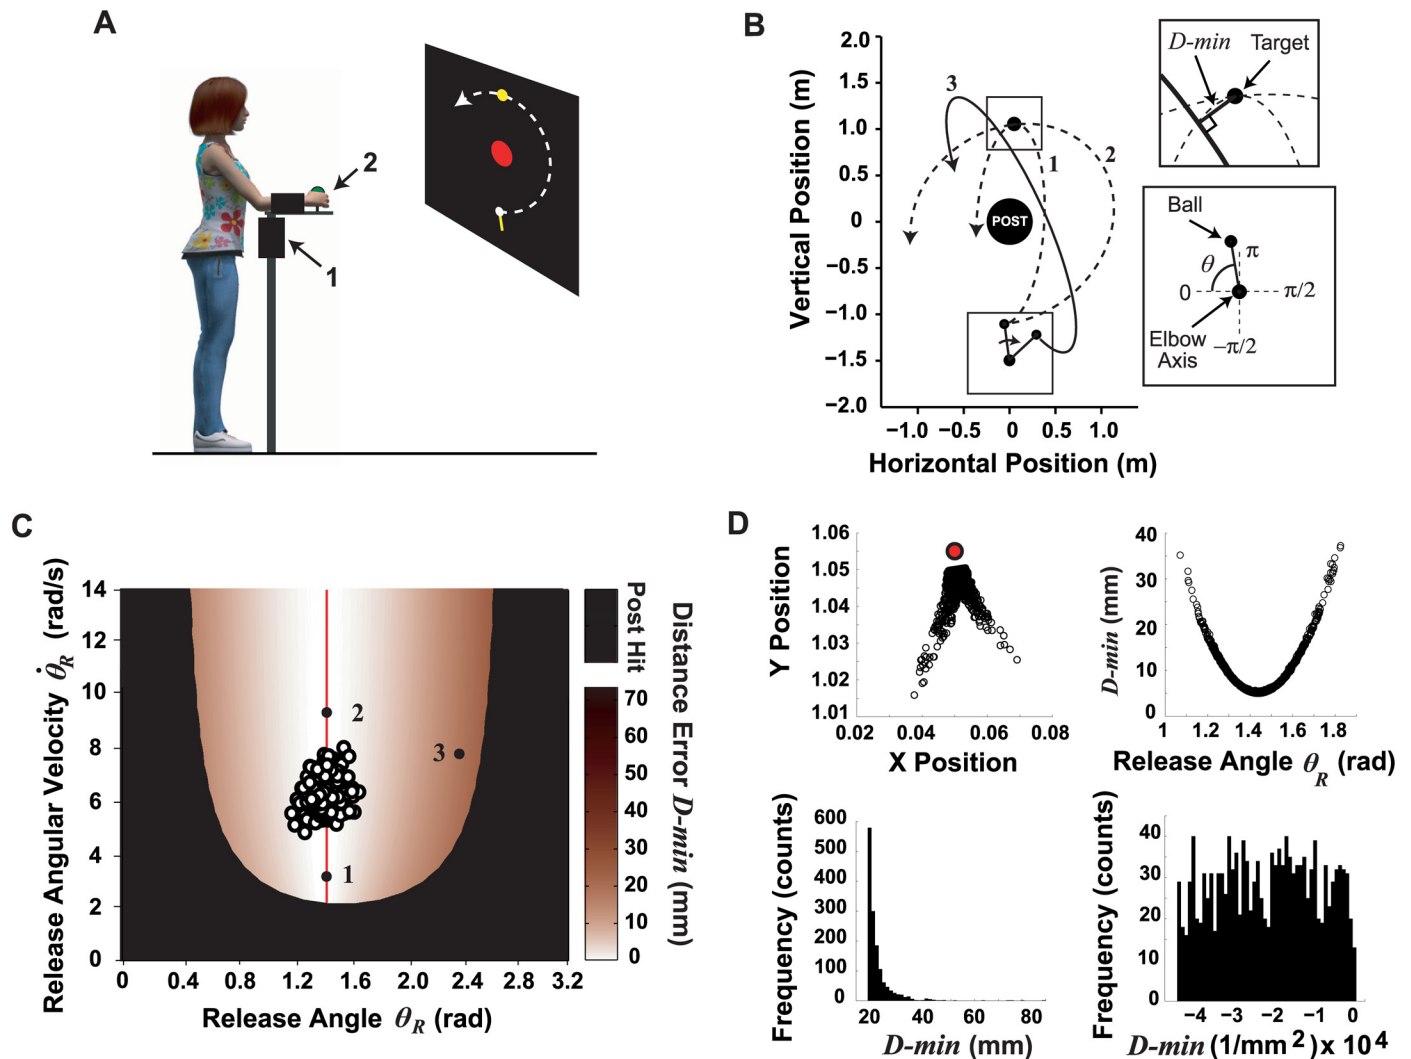 A
2
1
B
Vertical Position (m)
2.0
1.5
1.0
0.5
0
−0.5
−1.0
−1.5
−2.0
3
1
2
POST
−1.0 −0.5 0 0.5 1.0
Horizontal Position (m)
D-min Target
Ball
θ π
0 π/2
Elbow
Axis −π/2
C
Release Angular Velocity θ̇R (rad/s)
14
12
10
8
6
4
2
0
2
3
1
0 0.4 0.8 1.2 1.6 2.0 2.4 2.8 3.2
Release Angle θR (rad)
Post Hit
70
60
50
40
30
20
10
0
Distance Error D-min (mm)
D
Y Position
1.06
1.05
1.04
1.03
1.02
1.01
0.02 0.04 0.06 0.08
X Position
D-min (mm)
40
30
20
10
0
1 1.2 1.4 1.6 1.8
Release Angle θR (rad)
Frequency (counts)
600
500
400
300
200
100
0
20 40 60 80
D-min (mm)
Frequency (counts)
40
30
20
10
0
−4 −3 −2 −1 0
D-min (1/mm²) x 10⁴